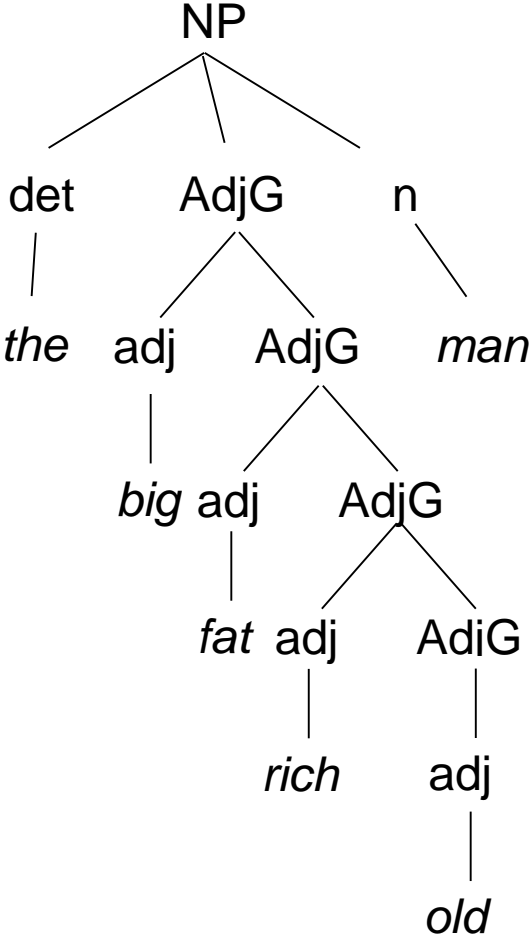 NP
det AdjG n
the adj AdjG man
big adj AdjG
fat adj AdiG
rich adj
old